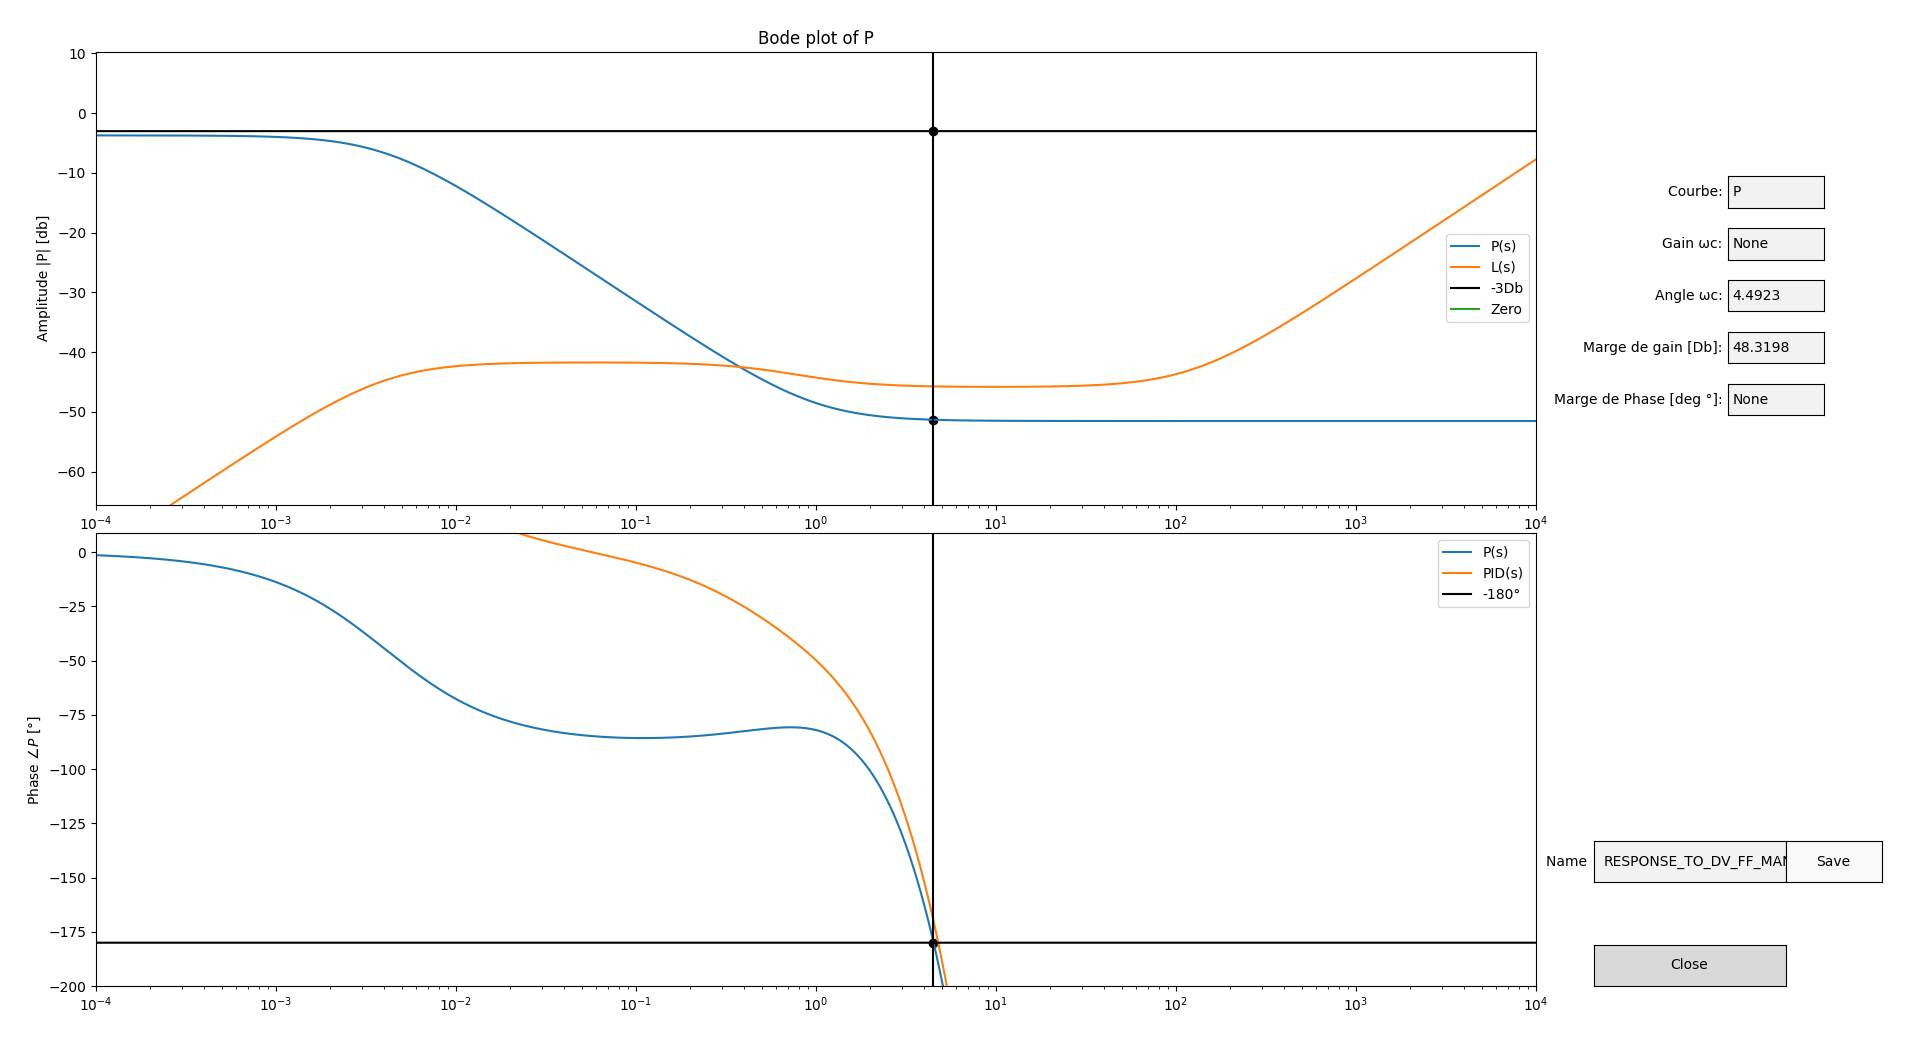 Bode plot of P
Amplitude |P| [db]
10
0
−10
−20
−30
−40
−50
−60
P(s)
L(s)
-3Db
Zero
10⁻⁴ 10⁻³ 10⁻² 10⁻¹ 10⁰ 10¹ 10² 10³ 10⁴
Phase ∠P [°]
0
−25
−50
−75
−100
−125
−150
−175
−200
P(s)
PID(s)
-180°
10⁻⁴ 10⁻³ 10⁻² 10⁻¹ 10⁰ 10¹ 10² 10³ 10⁴
Courbe: P
Gain ωc: None
Angle ωc: 4.4923
Marge de gain [Db]: 48.3198
Marge de Phase [deg °]: None
Name RESPONSE_TO_DV_FF_MAN Save
Close